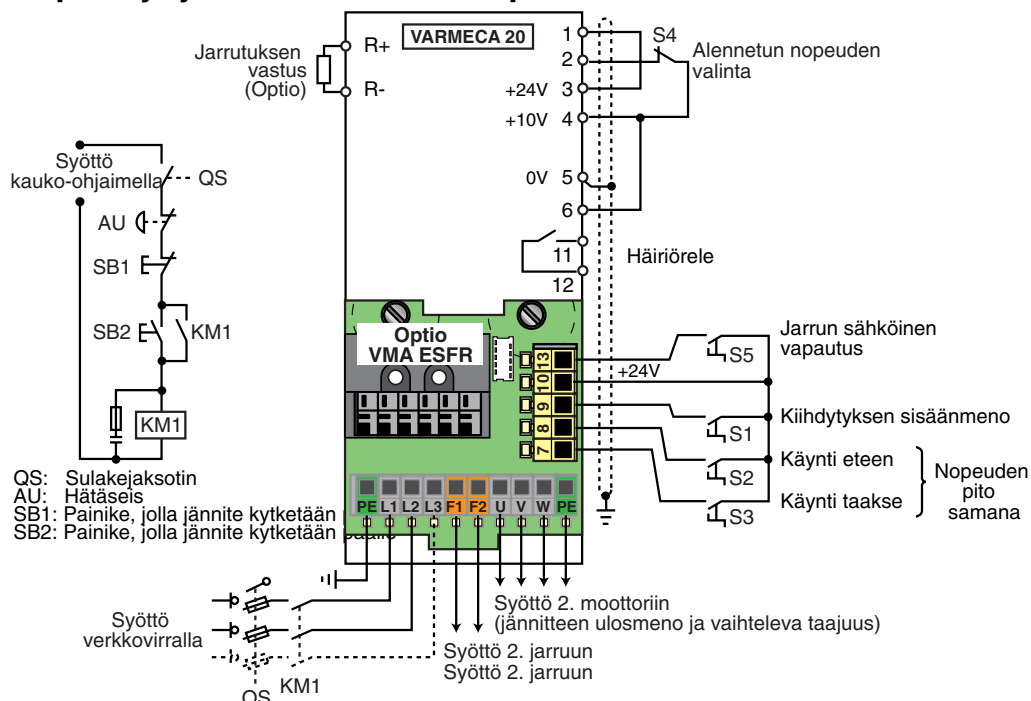 VARMECA 20
Jarrutuksen
vastus
(Optio)
R+
R-
1
2
+24V 3
+10V 4
0V 5
6
11
12
S4
Alennetun nopeuden
valinta
Häiriörele
Syöttö
kauko-ohjaimella
QS
AU
SB1
SB2
KM1
KM1
QS: Sulakejaksotin
AU: Hätäseis
SB1: Painike, jolla jännite kytketään
SB2: Painike, jolla jännite kytketään
Optio
VMA ESFR
13
10
9
8
7
+24V
Jarrun sähköinen
vapautus
S5
Kiihdytyksen sisäänmeno
S1
Käynti eteen
S2
Käynti taakse
S3
Nopeuden
pito
samana
PE L1 L2 L3 F1 F2 U V W PE
Syöttö
verkkovirralla
QS
KM1
Syöttö 2. moottoriin
(jännitteen ulosmeno ja vaihteleva taajuus)
Syöttö 2. jarruun
Syöttö 2. jarruun